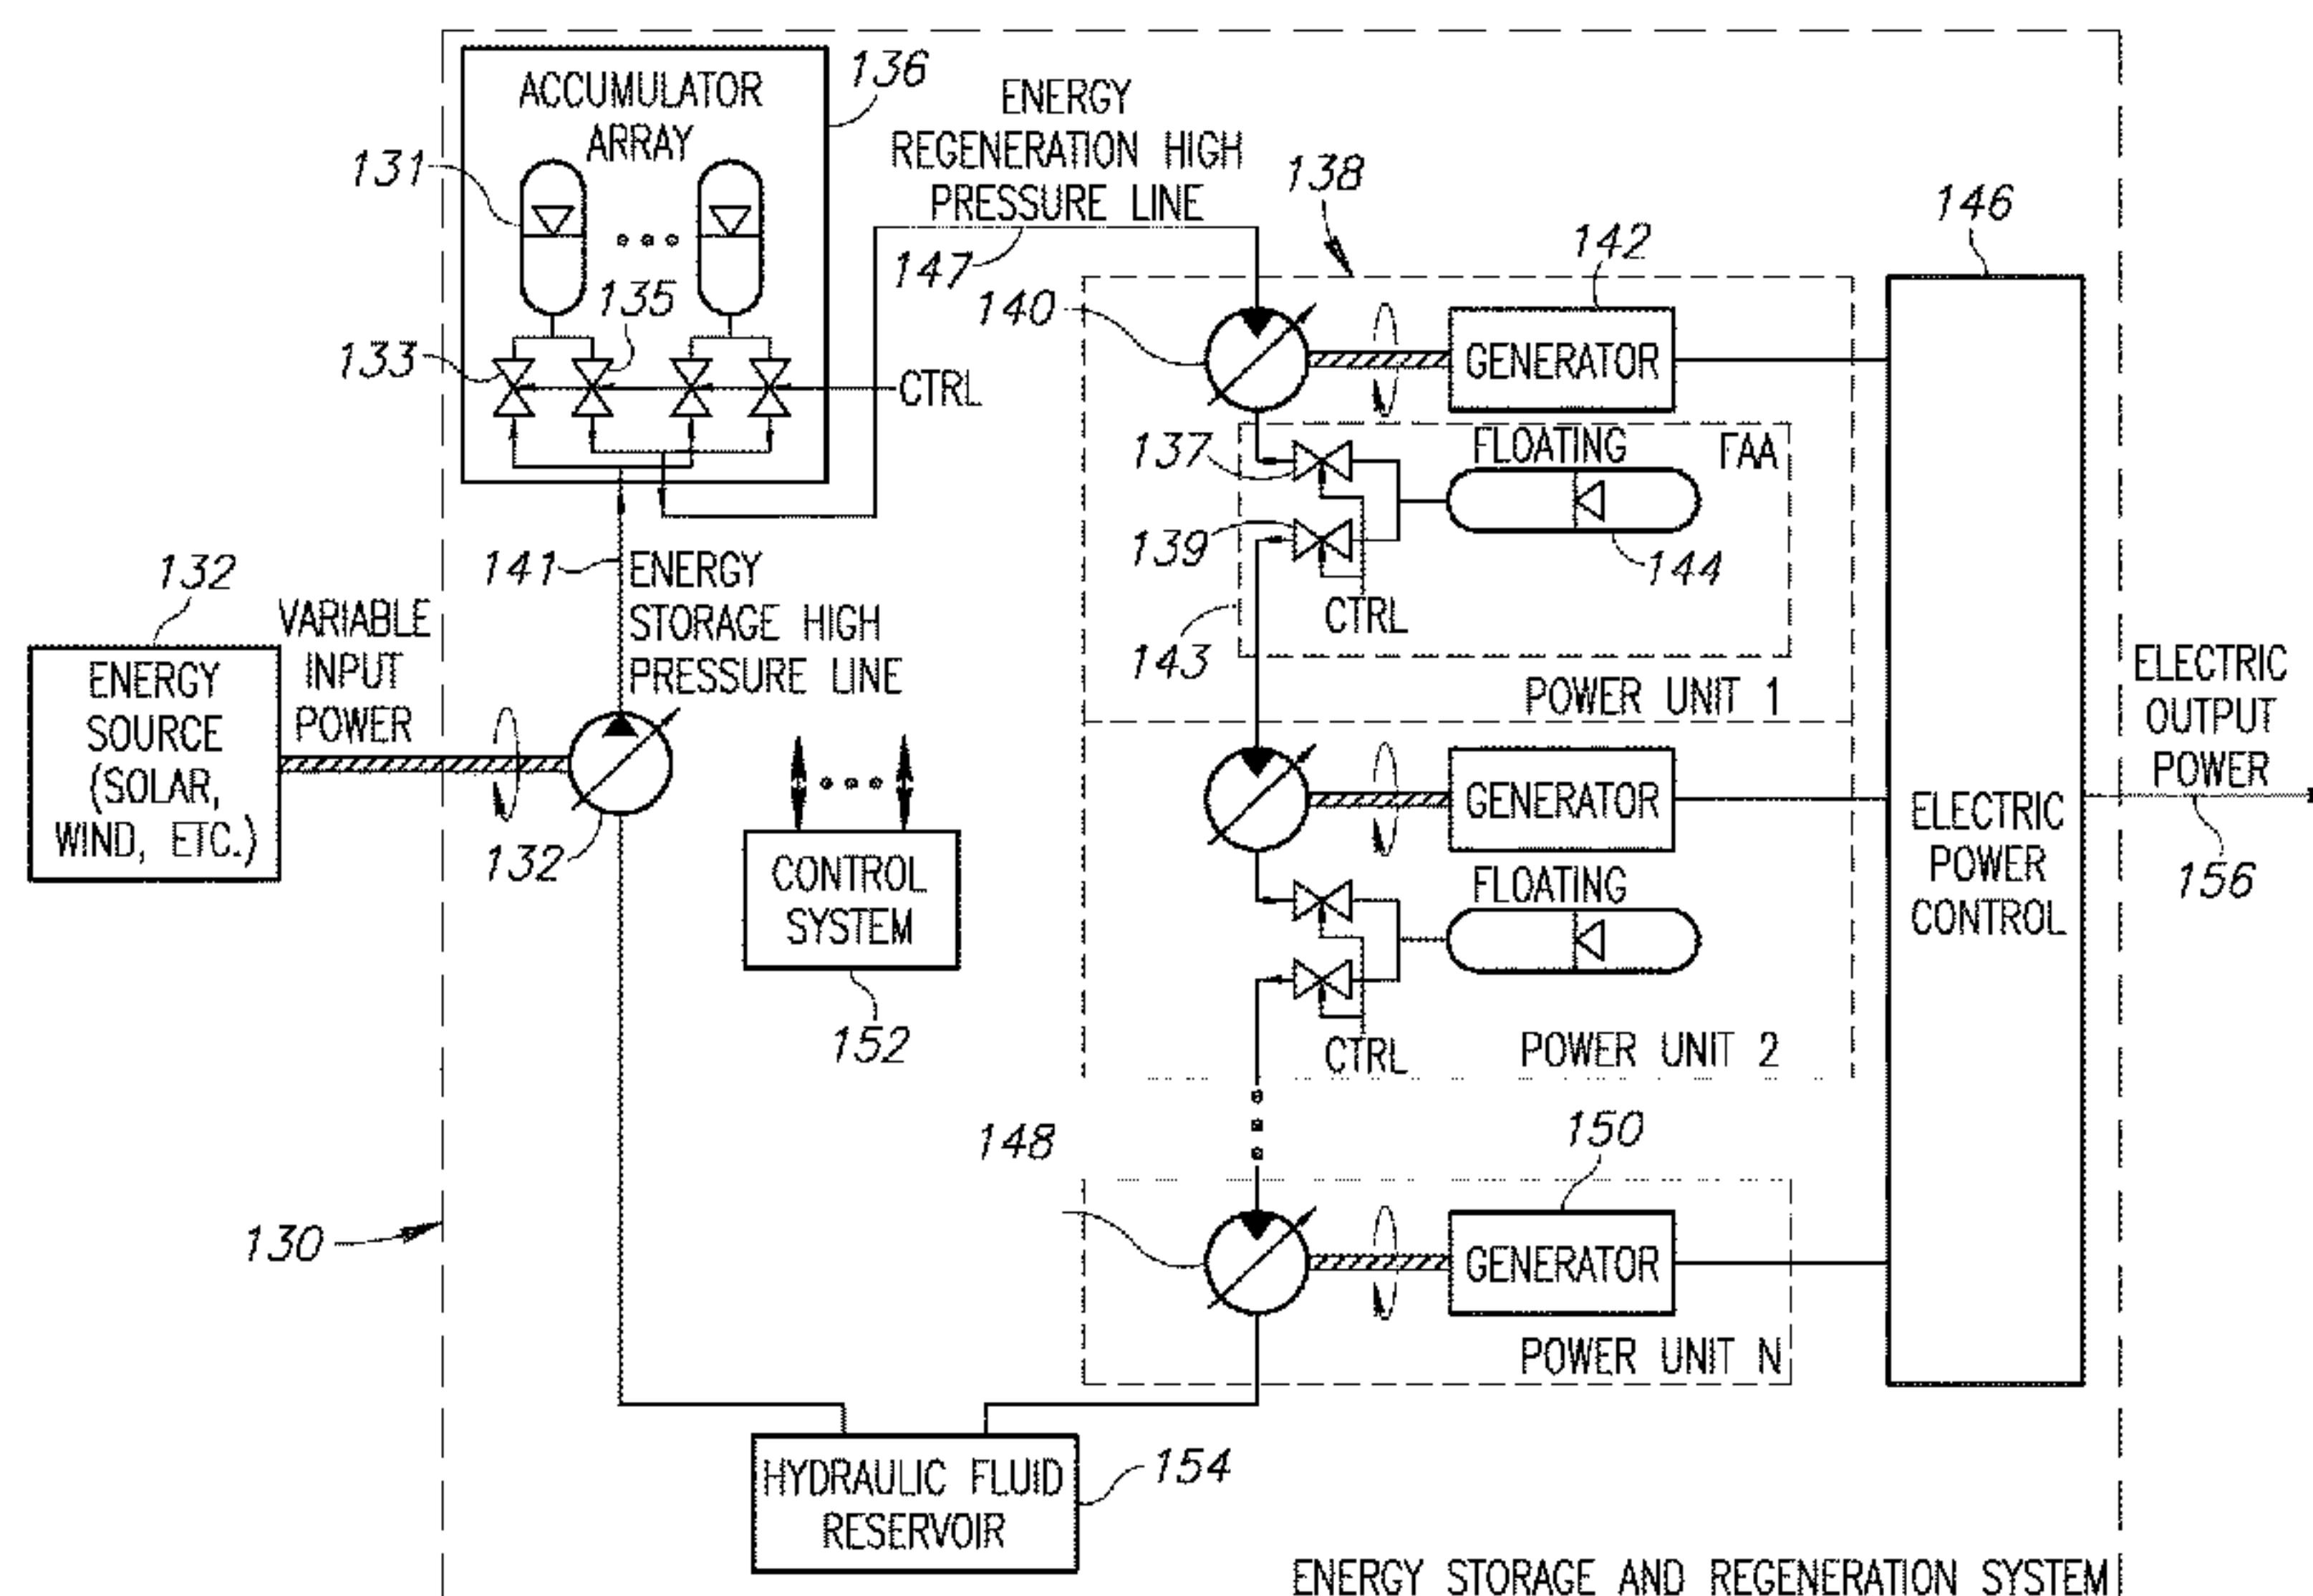 ACCUMULATOR
ARRAY
136
131
135
133
CTRL
ENERGY
REGENERATION HIGH
PRESSURE LINE
147
138
140
142
GENERATOR
146
137
139
FLOATING
FAA
144
CTRL
143
POWER UNIT 1
132
ENERGY
SOURCE
(SOLAR,
WIND, ETC.)
VARIABLE
INPUT
POWER
141
ENERGY
STORAGE HIGH
PRESSURE LINE
132
CONTROL
SYSTEM
152
GENERATOR
FLOATING
CTRL
POWER UNIT 2
ELECTRIC
POWER
CONTROL
ELECTRIC
OUTPUT
POWER
156
148
150
GENERATOR
POWER UNIT N
130
HYDRAULIC FLUID
RESERVOIR
154
ENERGY STORAGE AND REGENERATION SYSTEM